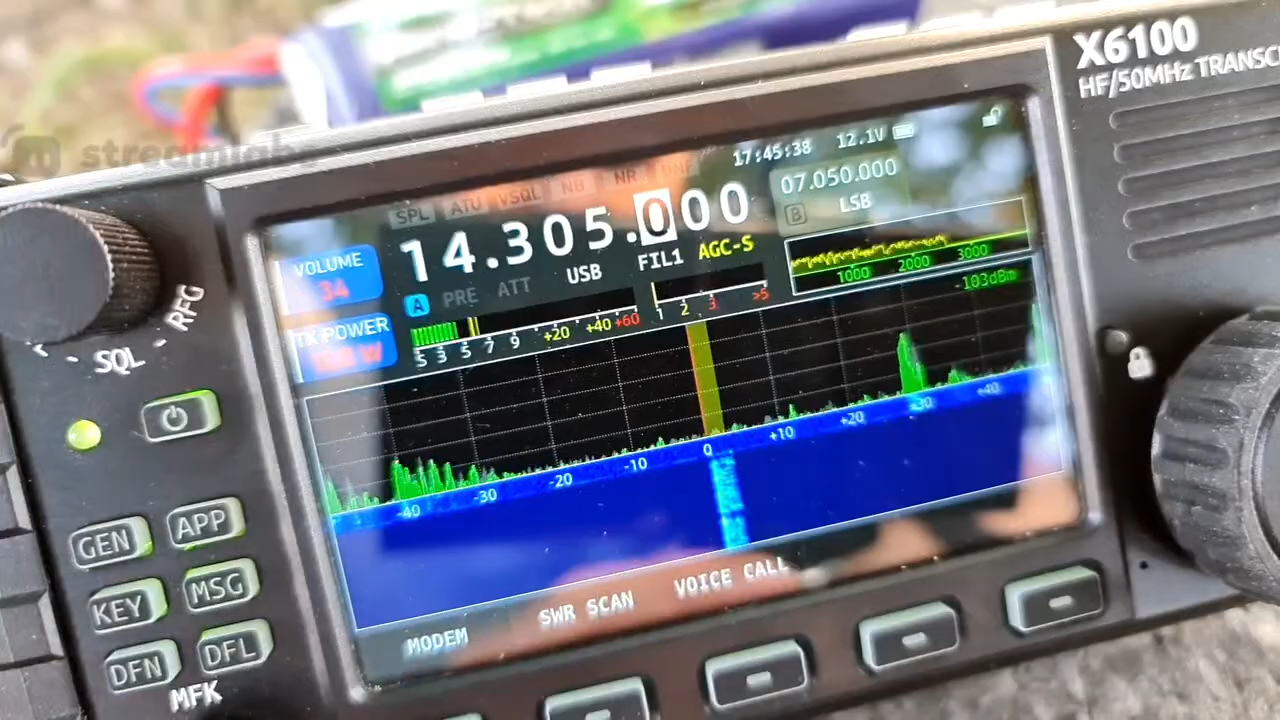 X6100
HF/50MHz TRANSC
streamlabs
17:45:38 12.1V
SPL ATU VSQL NB NR DNF
14.305.000
07.050.000
B LSB
VOLUME
34
A PRE ATT USB FIL1 AGC-S
1000 2000 3000
TX POWER
W
S 3 5 7 9 +20 +40 +60
1 2 3 >5
-103dBm
-40 -30 -20 -10 0 +10 +20 +30 +40
RFG
SQL
GEN APP
KEY MSG
DFN DFL
MFK
MODEM SWR SCAN VOICE CALL